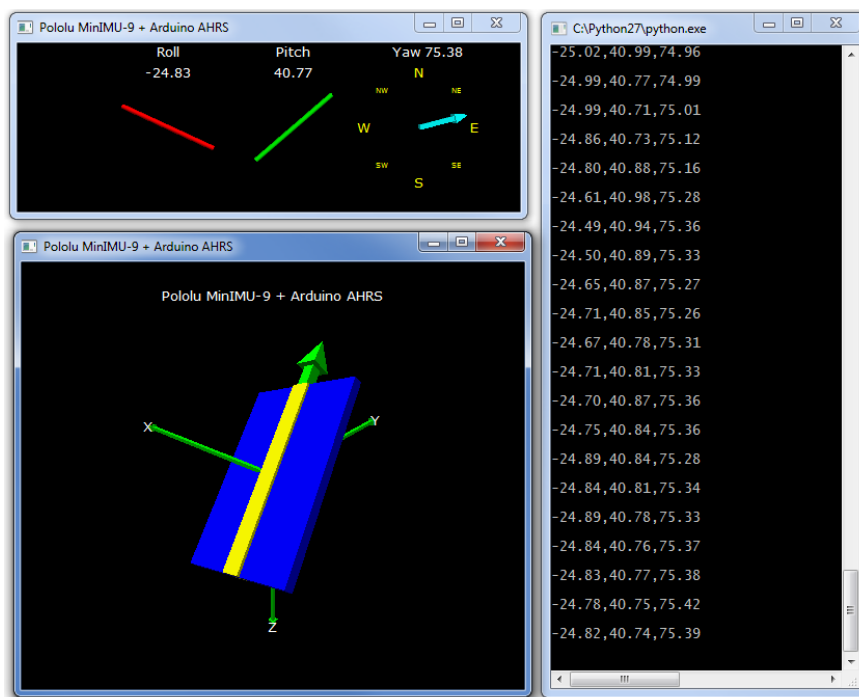 Pololu MinIMU-9 + Arduino AHRS
Roll Pitch Yaw 75.38
-24.83 40.77 N
NW NE
W E
SW SE
S
Pololu MinIMU-9 + Arduino AHRS
Pololu MinIMU-9 + Arduino AHRS
X Y
Z
C:\Python27\python.exe
-25.02,40.99,74.96
-24.99,40.77,74.99
-24.99,40.71,75.01
-24.86,40.73,75.12
-24.80,40.88,75.16
-24.61,40.98,75.28
-24.49,40.94,75.36
-24.50,40.89,75.33
-24.65,40.87,75.27
-24.71,40.85,75.26
-24.67,40.78,75.31
-24.71,40.81,75.33
-24.70,40.87,75.36
-24.75,40.84,75.36
-24.89,40.84,75.28
-24.84,40.81,75.34
-24.89,40.78,75.33
-24.84,40.76,75.37
-24.83,40.77,75.38
-24.78,40.75,75.42
-24.82,40.74,75.39